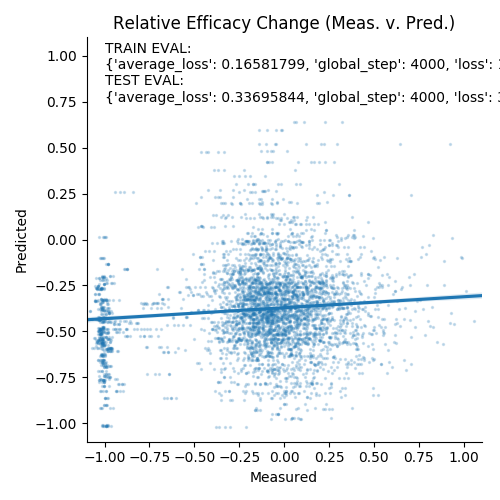 Relative Efficacy Change (Meas. v. Pred.)
TRAIN EVAL:
{'average_loss': 0.16581799, 'global_step': 4000, 'loss':
TEST EVAL:
{'average_loss': 0.33695844, 'global_step': 4000, 'loss':
1.00
0.75
0.50
0.25
0.00
−0.25
−0.50
−0.75
−1.00
Predicted
−1.00 −0.75 −0.50 −0.25 0.00 0.25 0.50 0.75 1.00
Measured